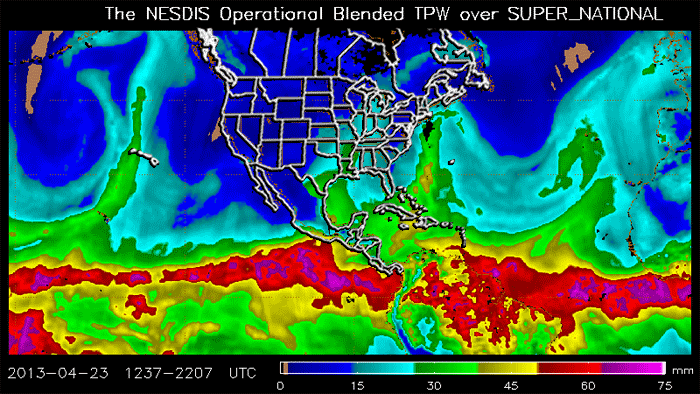 The NESDIS Operational Blended TPW over SUPER_NATIONAL
2013-04-23 1237-2207 UTC
0 15 26 45 60 75 mm